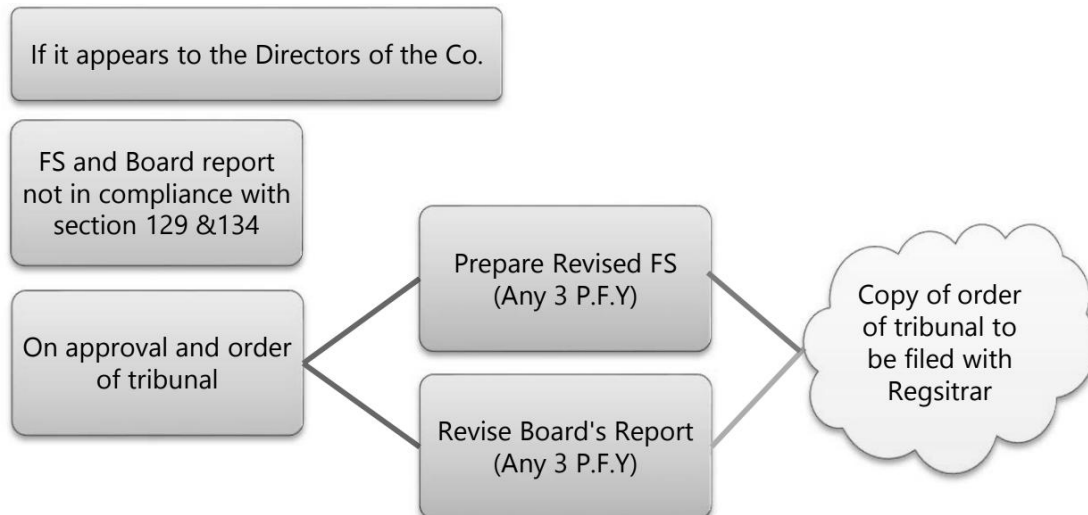 If it appears to the Directors of the Co.
FS and Board report
not in compliance with
section 129 &134
On approval and order
of tribunal
Prepare Revised FS
(Any 3 P.F.Y)
Revise Board's Report
(Any 3 P.F.Y)
Copy of order
of tribunal to
be filed with
Regsitrar